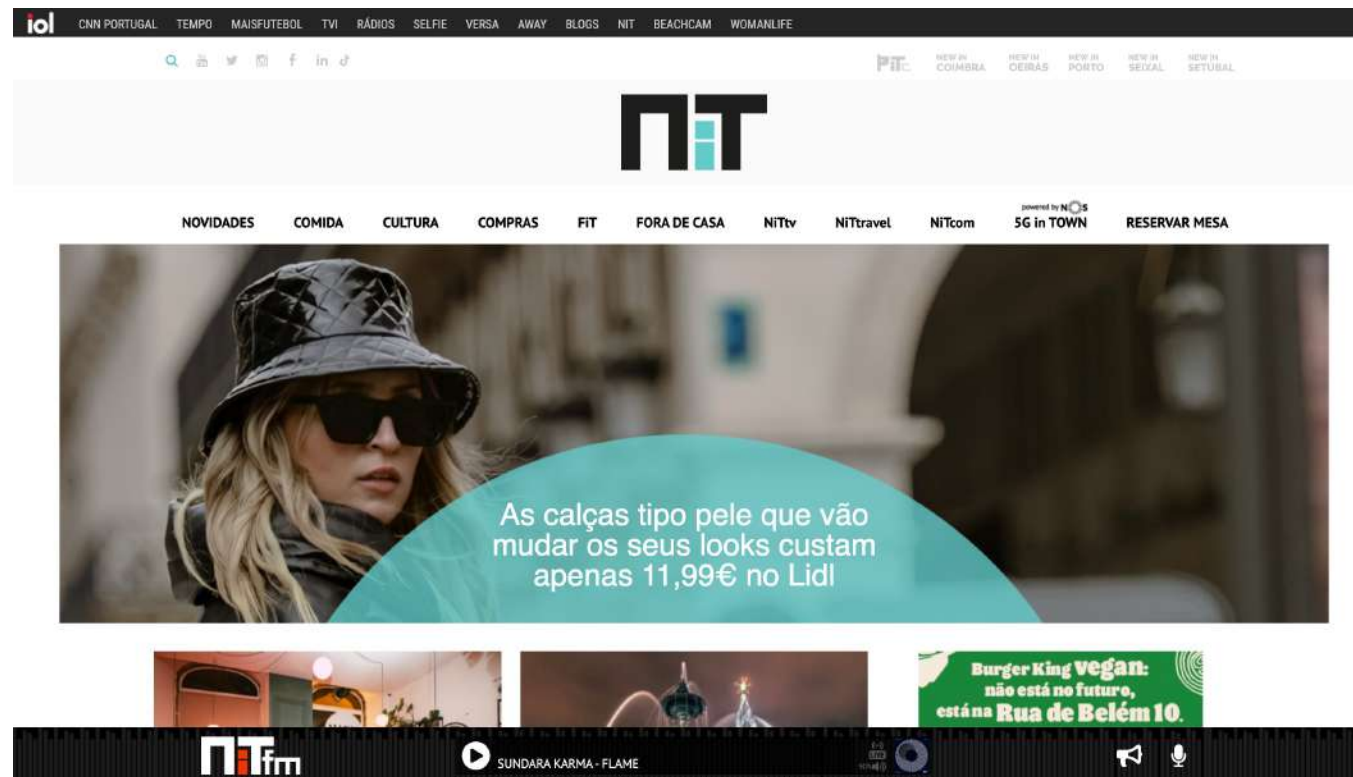 iol CNN PORTUGAL TEMPO MAISFUTEBOL TVI RÁDIOS SELFIE VERSA AWAY BLOGS NIT BEACHCAM WOMANLIFE
PiT NEW IN COIMBRA NEW IN OEIRAS NEW IN PORTO NEW IN SEIXAL NEW IN SETÚBAL
NiT
powered by NOS
NOVIDADES COMIDA CULTURA COMPRAS FiT FORA DE CASA NiTtv NiTtravel NiTcom 5G in TOWN RESERVAR MESA
As calças tipo pele que vão
mudar os seus looks custam
apenas 11,99€ no Lidl
Burger King vegan:
não está no futuro,
está na Rua de Belém 10.
NiTfm SUNDARA KARMA - FLAME LIVE